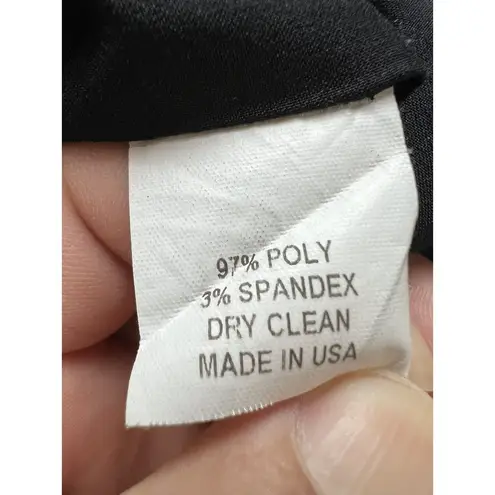 97% POLY
3% SPANDEX
DRY CLEAN
MADE IN USA